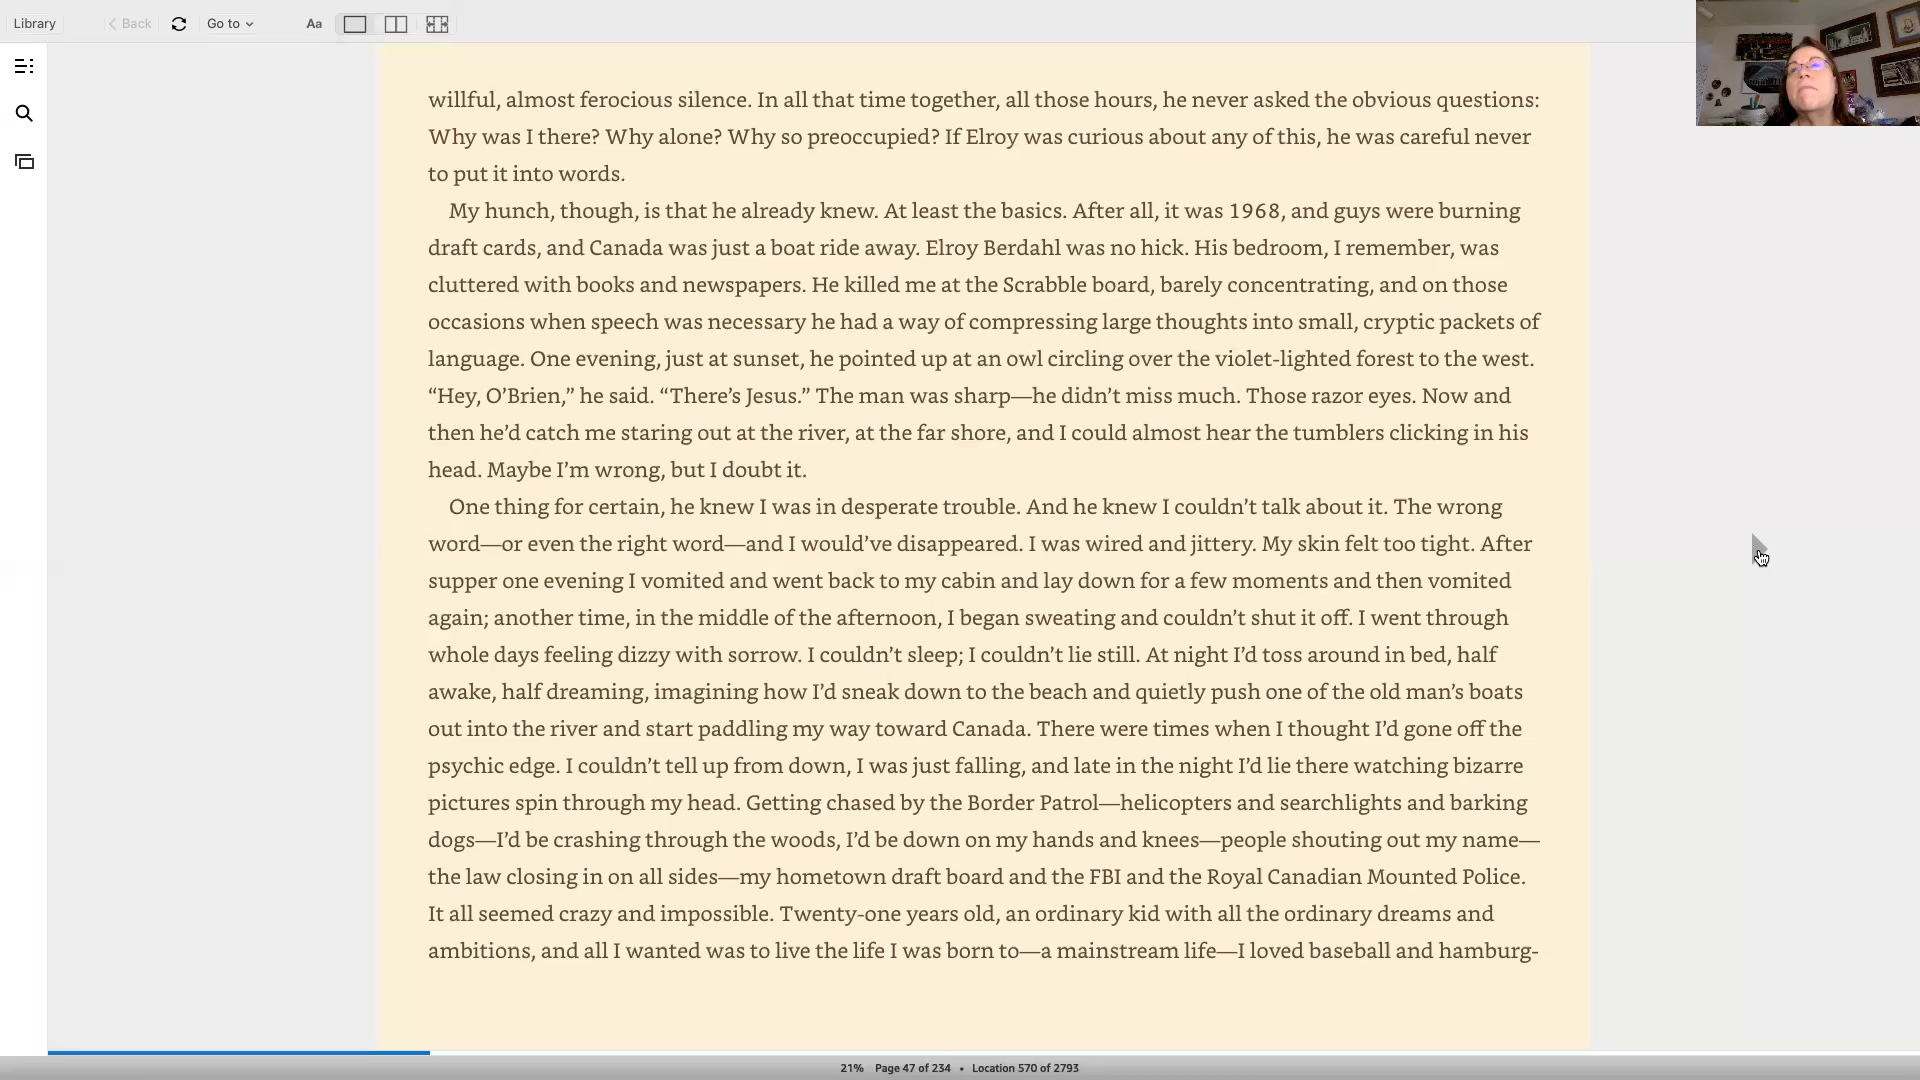 Library
Back
Go to
Aa
willful, almost ferocious silence. In all that time together, all those hours, he never asked the obvious questions:
Why was I there? Why alone? Why so preoccupied? If Elroy was curious about any of this, he was careful never
to put it into words.
My hunch, though, is that he already knew. At least the basics. After all, it was 1968, and guys were burning
draft cards, and Canada was just a boat ride away. Elroy Berdahl was no hick. His bedroom, I remember, was
cluttered with books and newspapers. He killed me at the Scrabble board, barely concentrating, and on those
occasions when speech was necessary he had a way of compressing large thoughts into small, cryptic packets of
language. One evening, just at sunset, he pointed up at an owl circling over the violet-lighted forest to the west.
“Hey, O’Brien,” he said. “There’s Jesus.” The man was sharp—he didn’t miss much. Those razor eyes. Now and
then he’d catch me staring out at the river, at the far shore, and I could almost hear the tumblers clicking in his
head. Maybe I’m wrong, but I doubt it.
One thing for certain, he knew I was in desperate trouble. And he knew I couldn’t talk about it. The wrong
word—or even the right word—and I would’ve disappeared. I was wired and jittery. My skin felt too tight. After
supper one evening I vomited and went back to my cabin and lay down for a few moments and then vomited
again; another time, in the middle of the afternoon, I began sweating and couldn’t shut it off. I went through
whole days feeling dizzy with sorrow. I couldn’t sleep; I couldn’t lie still. At night I’d toss around in bed, half
awake, half dreaming, imagining how I’d sneak down to the beach and quietly push one of the old man’s boats
out into the river and start paddling my way toward Canada. There were times when I thought I’d gone off the
psychic edge. I couldn’t tell up from down, I was just falling, and late in the night I’d lie there watching bizarre
pictures spin through my head. Getting chased by the Border Patrol—helicopters and searchlights and barking
dogs—I’d be crashing through the woods, I’d be down on my hands and knees—people shouting out my name—
the law closing in on all sides—my hometown draft board and the FBI and the Royal Canadian Mounted Police.
It all seemed crazy and impossible. Twenty-one years old, an ordinary kid with all the ordinary dreams and
ambitions, and all I wanted was to live the life I was born to—a mainstream life—I loved baseball and hamburg-
21% Page 47 of 234 • Location 570 of 2793